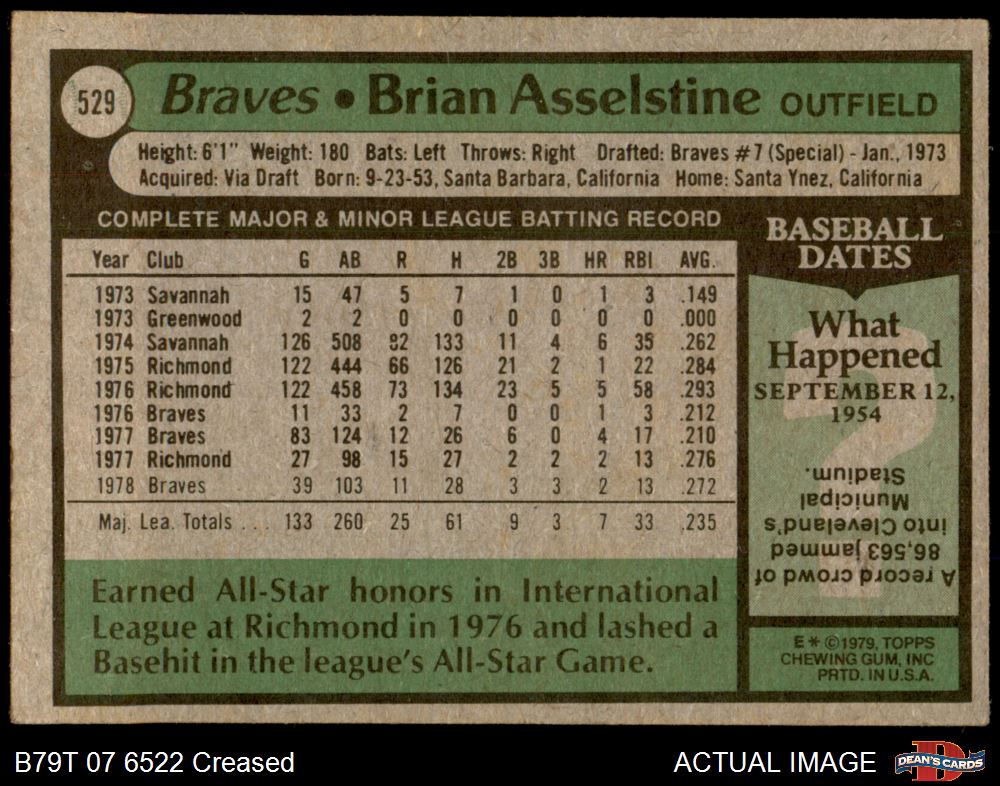 529
Braves • Brian Asselstine OUTFIELD
Height: 6'1" Weight: 180 Bats: Left Throws: Right Drafted: Braves #7 (Special) - Jan., 1973
Acquired: Via Draft Born: 9-23-53, Santa Barbara, California Home: Santa Ynez, California
COMPLETE MAJOR & MINOR LEAGUE BATTING RECORD
Year Club G AB R H 2B 3B HR RBI AVG.
1973 Savannah 15 47 5 7 1 0 1 3 .149
1973 Greenwood 2 2 0 0 0 0 0 0 .000
1974 Savannah 126 508 82 133 11 4 6 35 .262
1975 Richmond 122 444 66 126 21 2 1 22 .284
1976 Richmond 122 458 73 134 23 5 5 58 .293
1976 Braves 11 33 2 7 0 0 1 3 .212
1977 Braves 83 124 12 26 6 0 4 17 .210
1977 Richmond 27 98 15 27 2 2 2 13 .276
1978 Braves 39 103 11 28 3 3 2 13 .272
Maj. Lea. Totals ... 133 260 25 61 9 3 7 33 .235
Earned All-Star honors in International
League at Richmond in 1976 and lashed a
Basehit in the league's All-Star Game.
BASEBALL
DATES
What
Happened
SEPTEMBER 12,
1954
A record crowd of
86,563 jammed
into Cleveland's
Municipal
Stadium.
E * © 1979, TOPPS
CHEWING GUM, INC
PRTD. IN U.S.A.
B79T 07 6522 Creased
ACTUAL IMAGE
DEAN'S CARDS